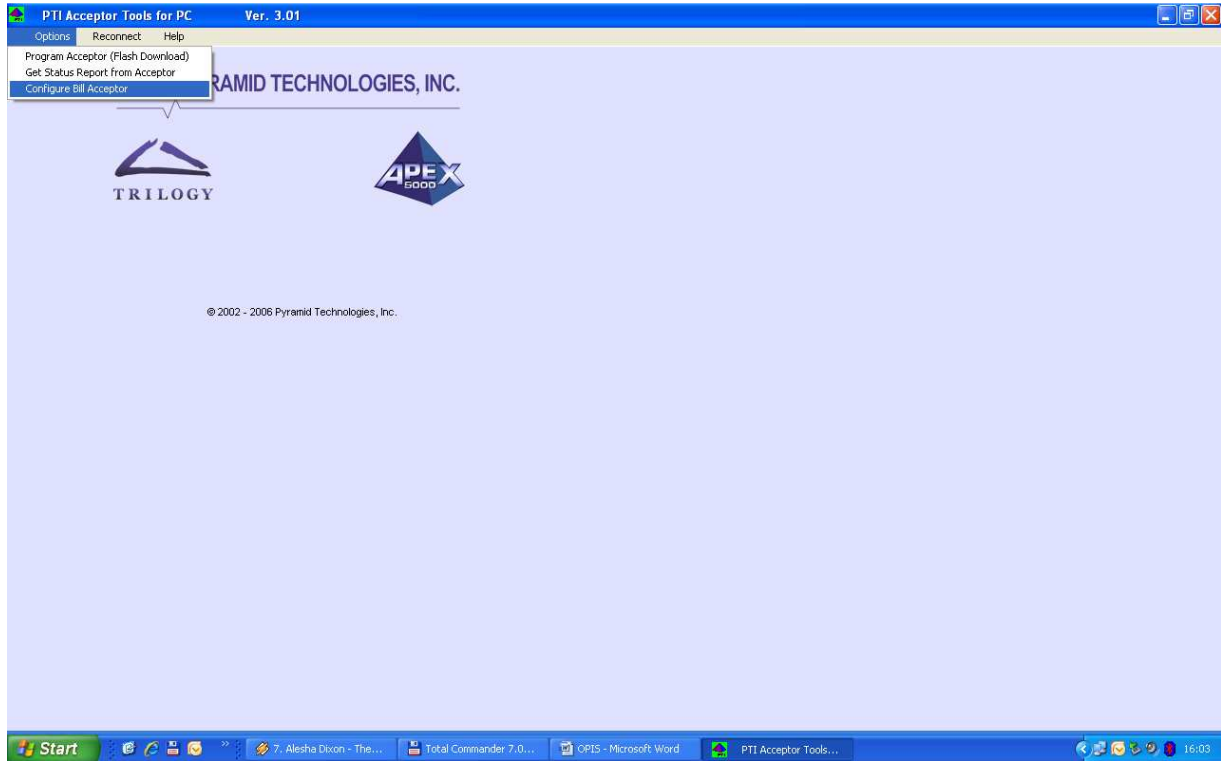 PTI Acceptor Tools for PC Ver. 3.01
Options Reconnect Help
Program Acceptor (Flash Download)
Get Status Report from Acceptor
Configure Bill Acceptor
RAMID TECHNOLOGIES, INC.
TRILOGY
APEX
5000
© 2002 - 2006 Pyramid Technologies, Inc.
Start 7. Alesha Dixon - The... Total Commander 7.0... OPIS - Microsoft Word PTI Acceptor Tools... 16:03